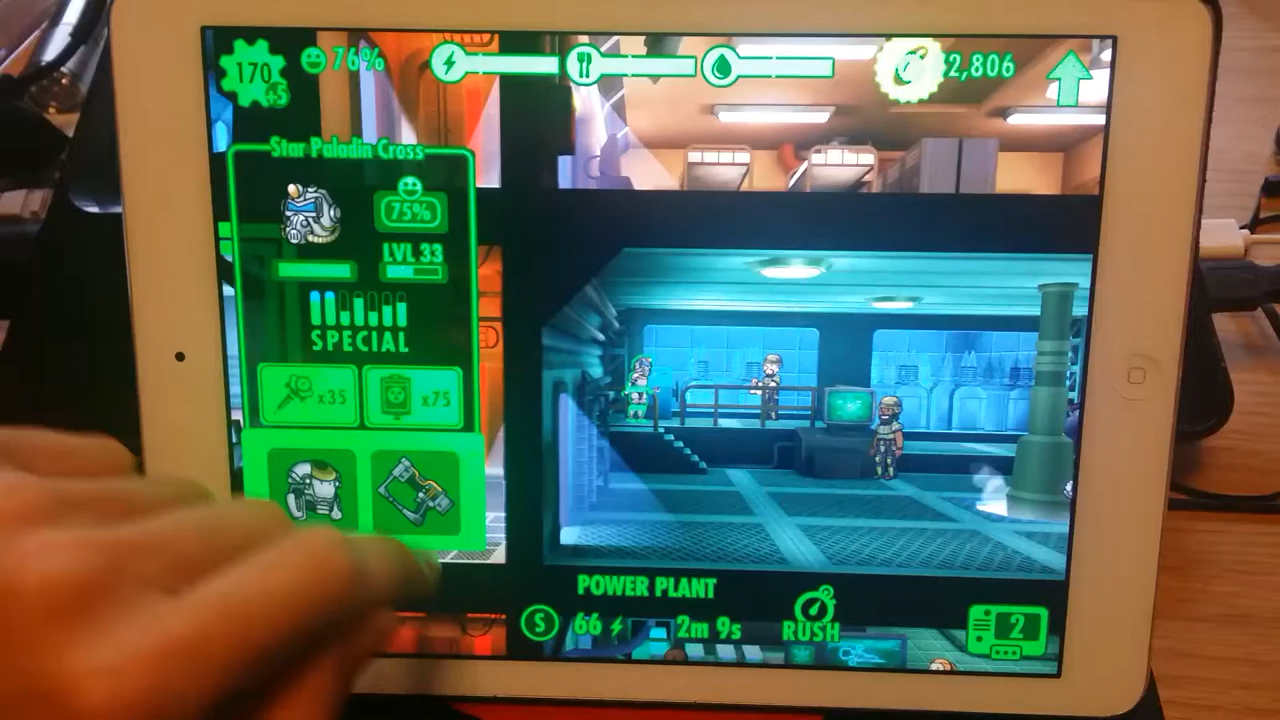 170
+5
76%
2,806
Star Paladin Cross
75%
LVL 33
SPECIAL
x35
x75
POWER PLANT
S
66
2m 9s
RUSH
2